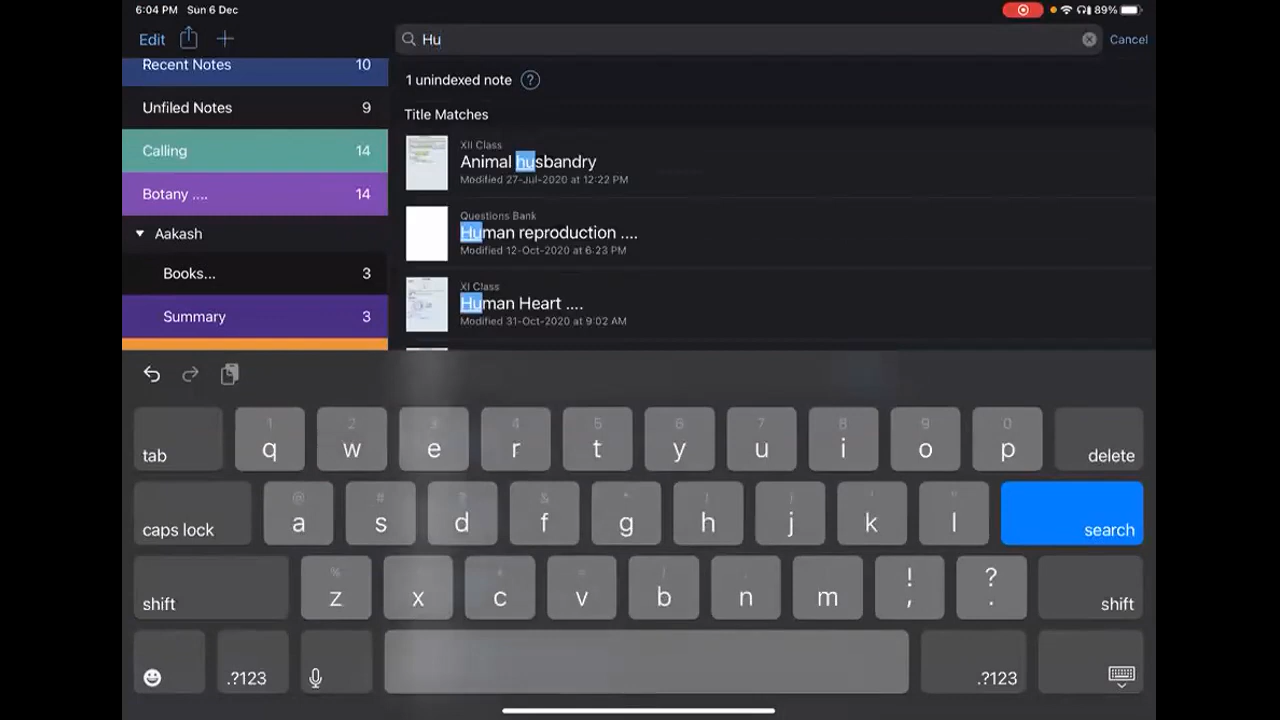 6:04 PM Sun 6 Dec
89%
Edit
Hu
Cancel
Recent Notes 10
Unfiled Notes 9
Calling 14
Botany .... 14
Aakash
Books... 3
Summary 3
1 unindexed note ?
Title Matches
XII Class
Animal husbandry
Modified 27-Jul-2020 at 12:22 PM
Questions Bank
Human reproduction ....
Modified 12-Oct-2020 at 6:23 PM
XI Class
Human Heart ....
Modified 31-Oct-2020 at 9:02 AM
1 2 3 4 5 6 7 8 9 0
tab q w e r t y u i o p delete
caps lock a s d f g h j k l search
shift z x c v b n m ! , ? . shift
.?123 .?123